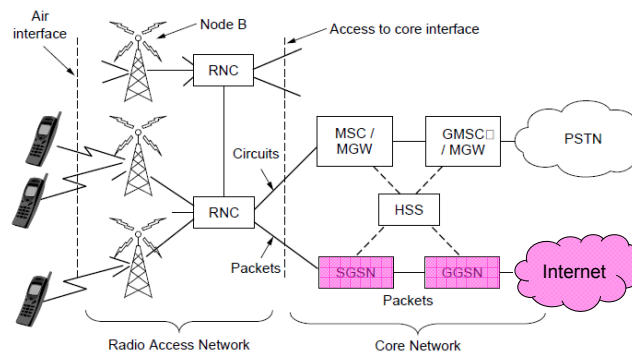 Air
interface
Node B
Access to core interface
RNC
MSC /
MGW
GMSC□
/ MGW
PSTN
Circuits
RNC
HSS
Packets
SGSN
GGSN
Internet
Packets
Radio Access Network
Core Network